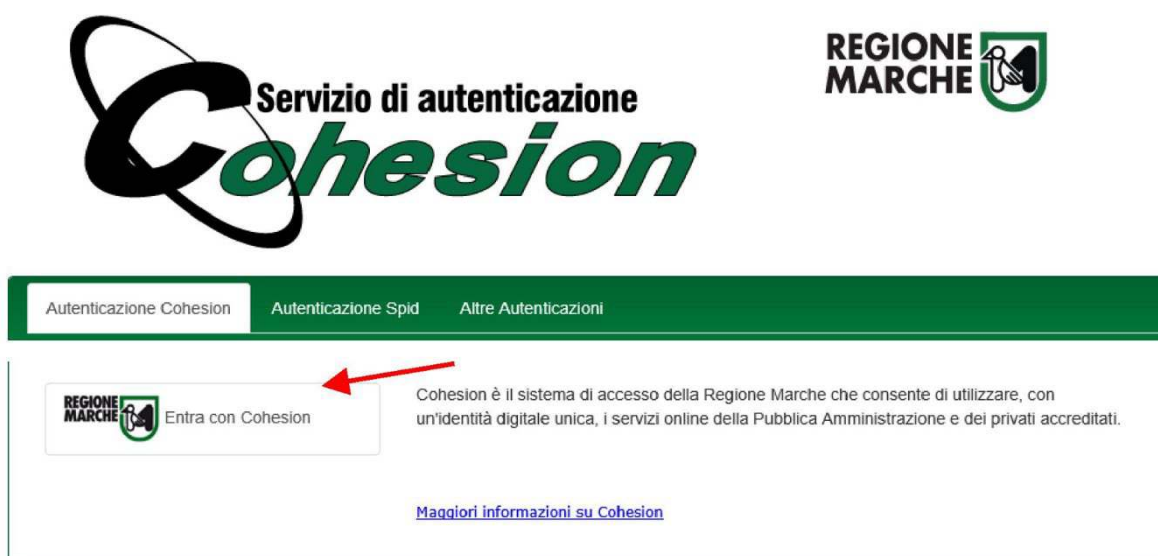 Servizio di autenticazione
Cohesion
REGIONE
MARCHE
Autenticazione Cohesion
Autenticazione Spid
Altre Autenticazioni
REGIONE
MARCHE
Entra con Cohesion
Cohesion è il sistema di accesso della Regione Marche che consente di utilizzare, con
un'identità digitale unica, i servizi online della Pubblica Amministrazione e dei privati accreditati.
Maggiori informazioni su Cohesion